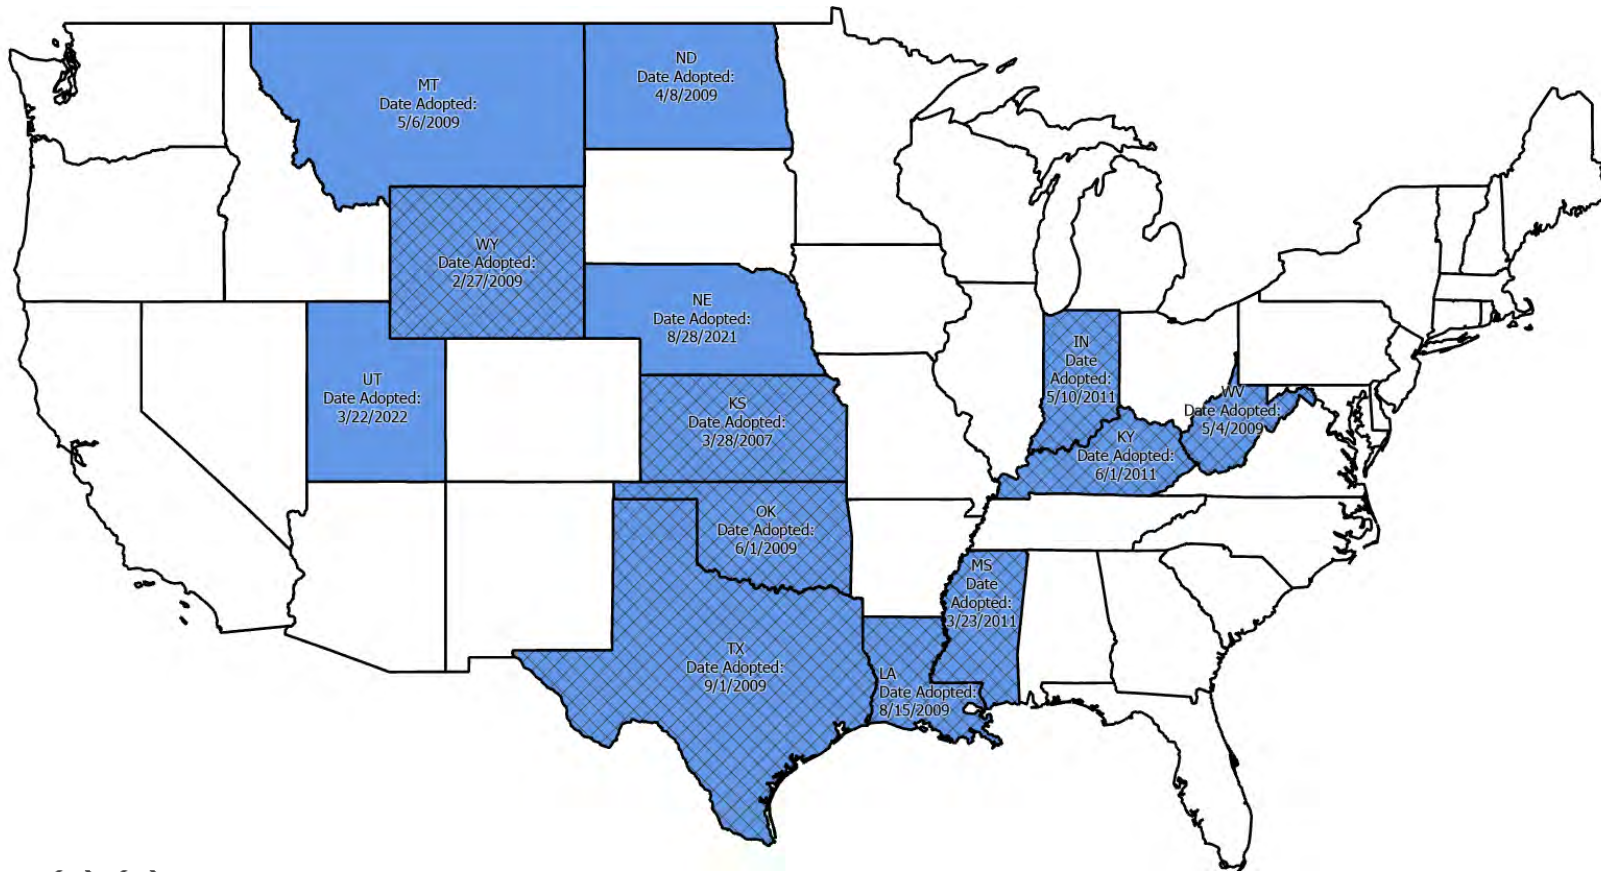 MT
Date Adopted:
5/6/2009
ND
Date Adopted:
4/8/2009
WY
Date Adopted:
2/27/2009
NE
Date Adopted:
8/28/2021
UT
Date Adopted:
3/22/2022
KS
Date Adopted:
3/28/2007
IN
Date
Adopted:
5/10/2011
WV
Date Adopted:
5/4/2009
KY
Date Adopted:
6/1/2011
OK
Date Adopted:
6/1/2009
MS
Date
Adopted:
3/23/2011
TX
Date Adopted:
9/1/2009
LA
Date Adopted:
8/15/2009